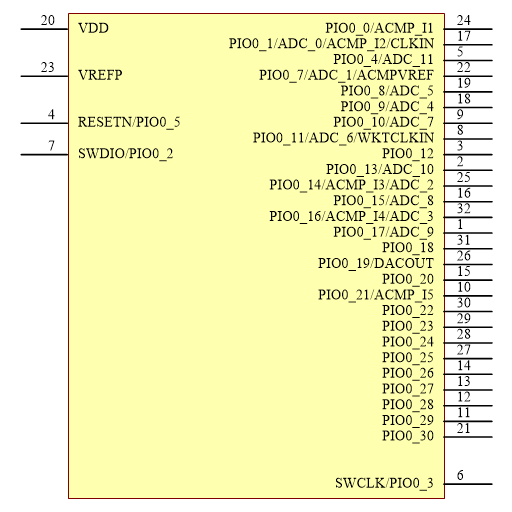 20 VDD PIO0_0/ACMP_I1 24
PIO0_1/ADC_0/ACMP_I2/CLKIN 17
PIO0_4/ADC_11 5
23 VREFP PIO0_7/ADC_1/ACMPVREF 22
PIO0_8/ADC_5 19
PIO0_9/ADC_4 18
4 RESETN/PIO0_5 PIO0_10/ADC_7 9
PIO0_11/ADC_6/WKTCLKIN 8
7 SWDIO/PIO0_2 PIO0_12 3
PIO0_13/ADC_10 2
PIO0_14/ACMP_I3/ADC_2 25
PIO0_15/ADC_8 16
PIO0_16/ACMP_I4/ADC_3 32
PIO0_17/ADC_9 1
PIO0_18 31
PIO0_19/DACOUT 26
PIO0_20 15
PIO0_21/ACMP_I5 10
PIO0_22 30
PIO0_23 29
PIO0_24 28
PIO0_25 27
PIO0_26 14
PIO0_27 13
PIO0_28 12
PIO0_29 11
PIO0_30 21
SWCLK/PIO0_3 6